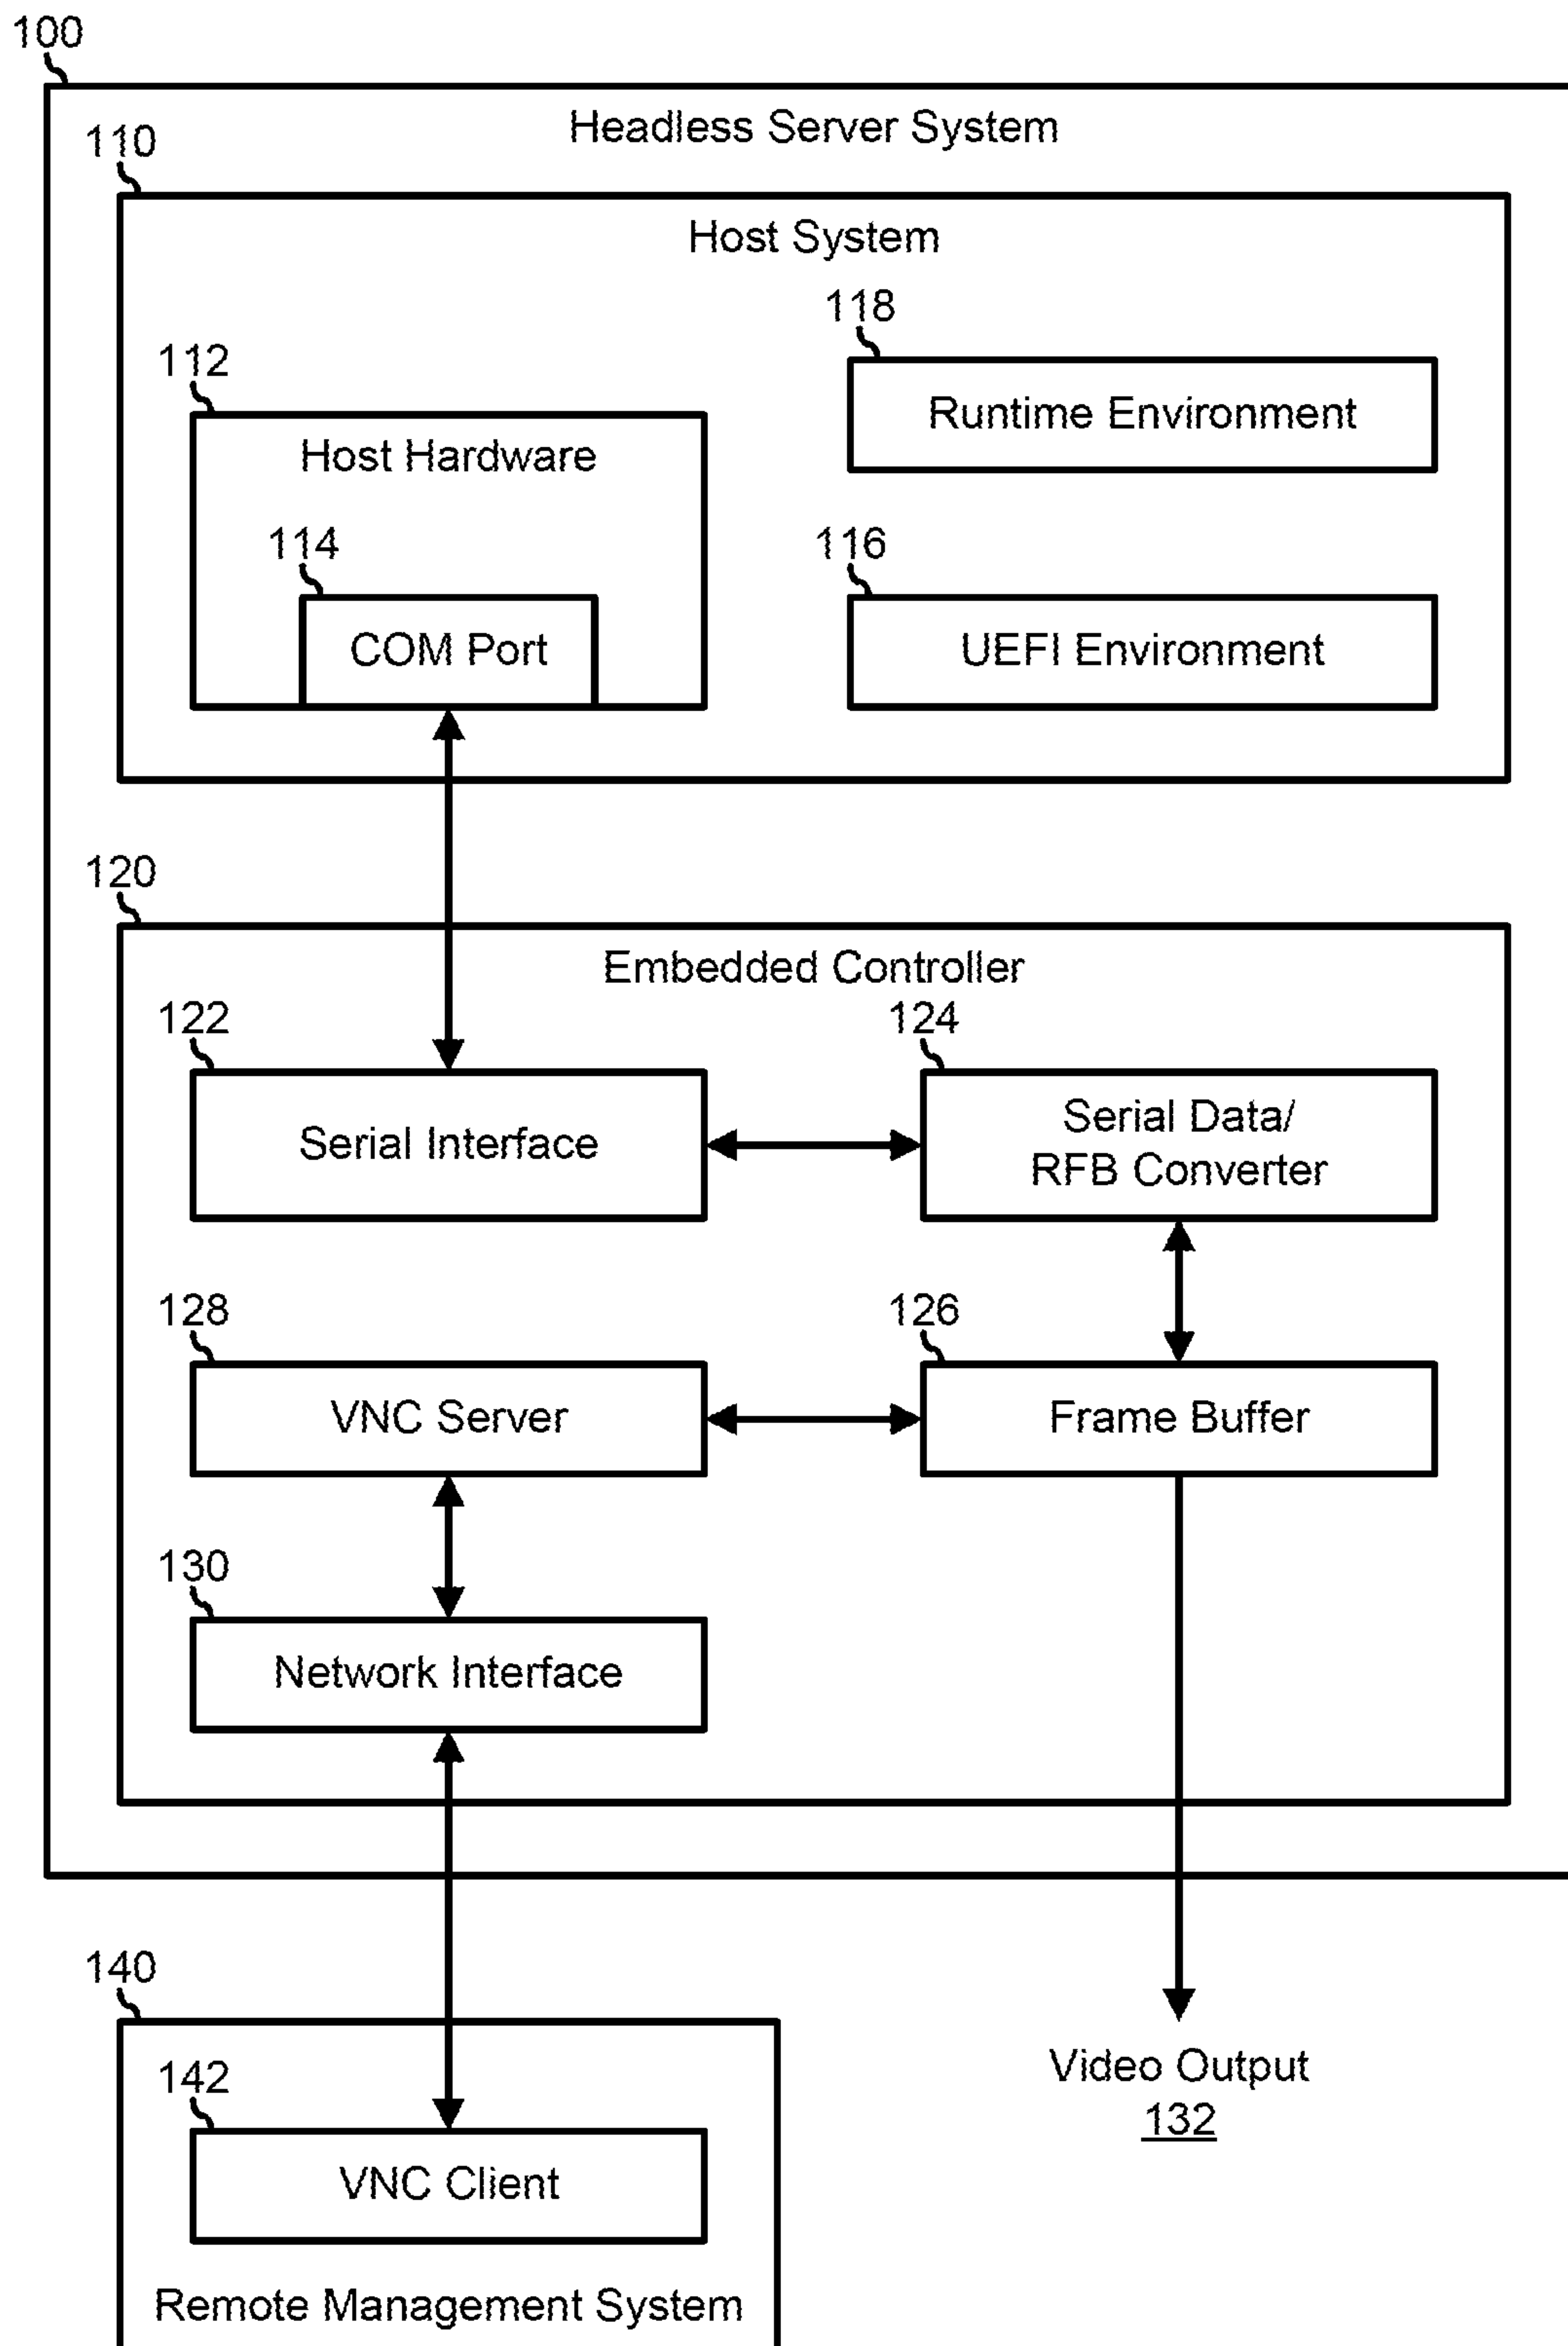 100
Headless Server System
110
Host System
118
112
Runtime Environment
Host Hardware
114
116
COM Port
UEFI Environment
120
Embedded Controller
122
124
Serial Interface
Serial Data/
RFB Converter
128
126
VNC Server
Frame Buffer
130
Network Interface
140
142
Video Output
132
VNC Client
Remote Management System